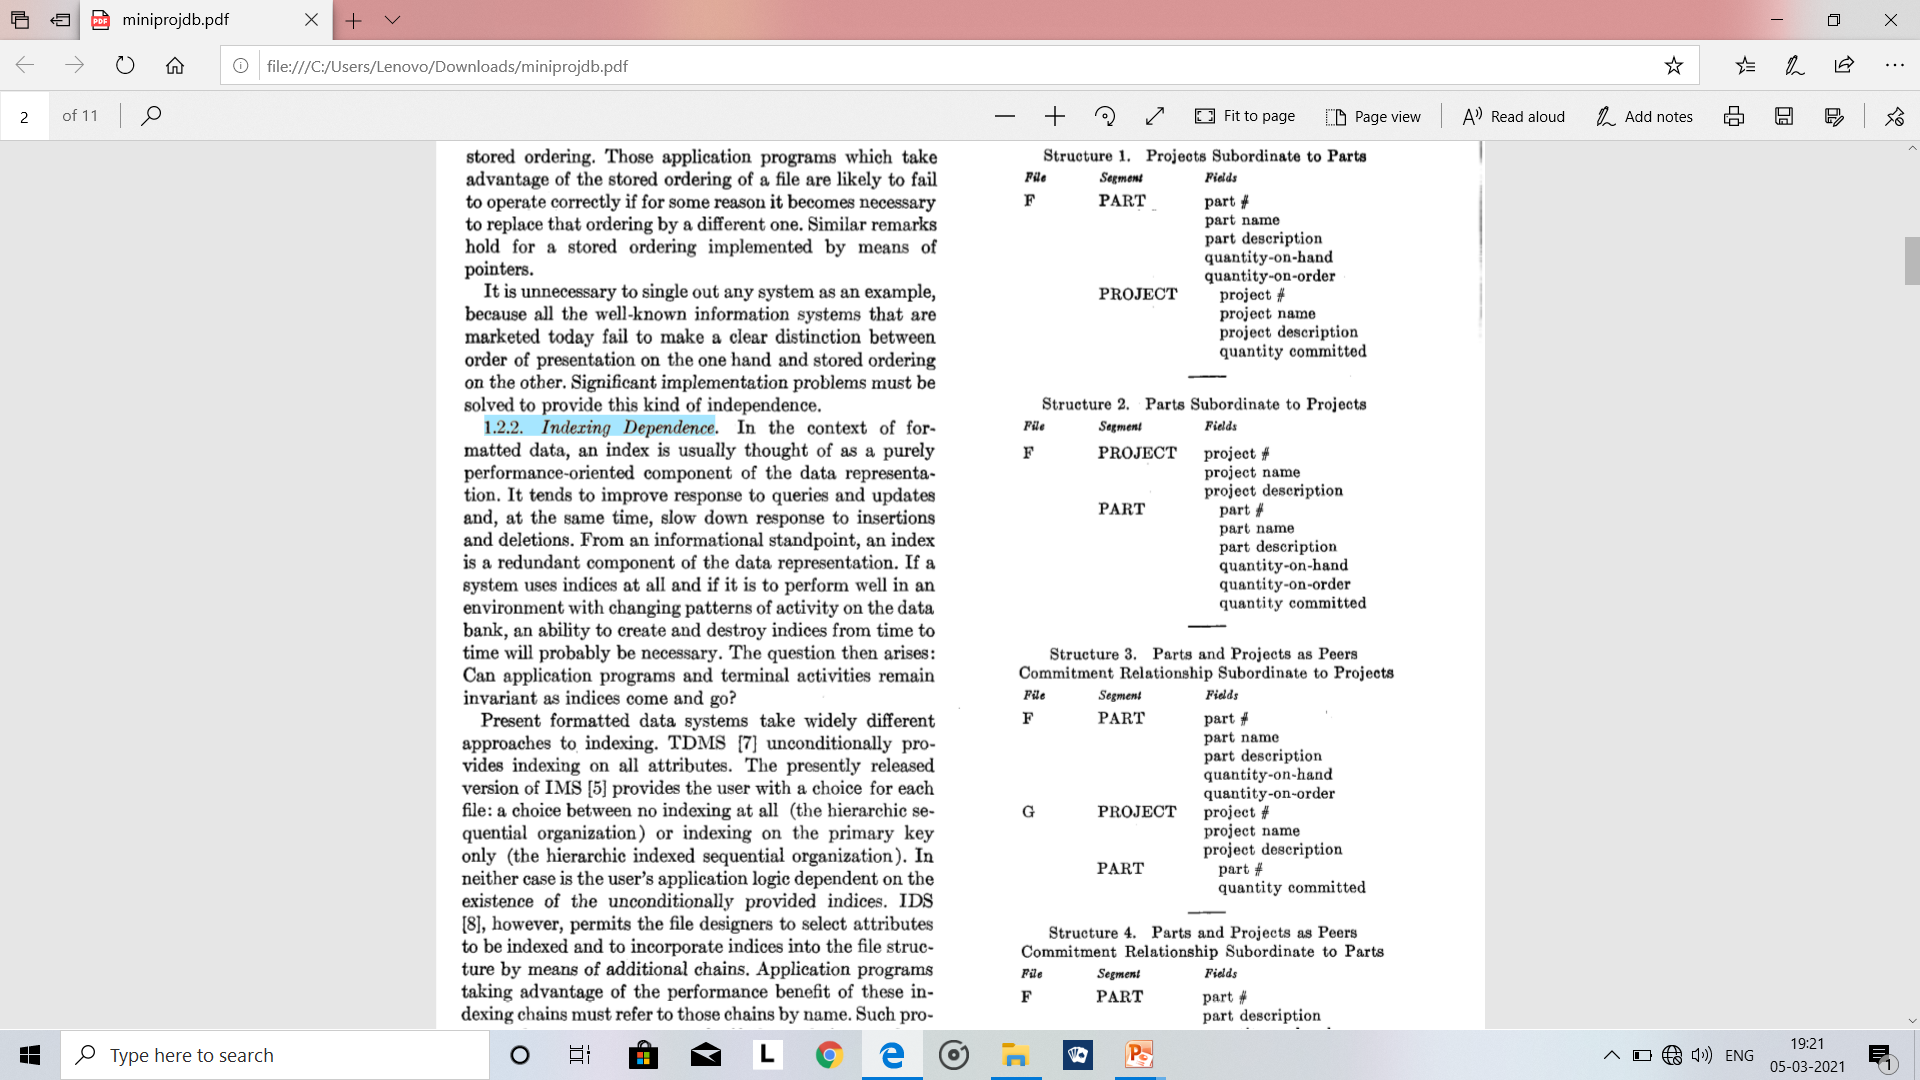 miniprojdb.pdf
file:///C:/Users/Lenovo/Downloads/miniprojdb.pdf
2 of 11
Fit to page
Page view
Read aloud
Add notes
stored ordering. Those application programs which take
advantage of the stored ordering of a file are likely to fail
to operate correctly if for some reason it becomes necessary
to replace that ordering by a different one. Similar remarks
hold for a stored ordering implemented by means of
pointers.
It is unnecessary to single out any system as an example,
because all the well-known information systems that are
marketed today fail to make a clear distinction between
order of presentation on the one hand and stored ordering
on the other. Significant implementation problems must be
solved to provide this kind of independence.
1.2.2. Indexing Dependence. In the context of for-
matted data, an index is usually thought of as a purely
performance-oriented component of the data representa-
tion. It tends to improve response to queries and updates
and, at the same time, slow down response to insertions
and deletions. From an informational standpoint, an index
is a redundant component of the data representation. If a
system uses indices at all and if it is to perform well in an
environment with changing patterns of activity on the data
bank, an ability to create and destroy indices from time to
time will probably be necessary. The question then arises:
Can application programs and terminal activities remain
invariant as indices come and go?
Present formatted data systems take widely different
approaches to indexing. TDMS [7] unconditionally pro-
vides indexing on all attributes. The presently released
version of IMS [5] provides the user with a choice for each
file: a choice between no indexing at all (the hierarchic se-
quential organization) or indexing on the primary key
only (the hierarchic indexed sequential organization). In
neither case is the user's application logic dependent on the
existence of the unconditionally provided indices. IDS
[8], however, permits the file designers to select attributes
to be indexed and to incorporate indices into the file struc-
ture by means of additional chains. Application programs
taking advantage of the performance benefit of these in-
dexing chains must refer to those chains by name. Such pro-
Structure 1. Projects Subordinate to Parts
File Segment Fields
F PART part #
part name
part description
quantity-on-hand
quantity-on-order
PROJECT project #
project name
project description
quantity committed
Structure 2. Parts Subordinate to Projects
File Segment Fields
F PROJECT project #
project name
project description
PART part #
part name
part description
quantity-on-hand
quantity-on-order
quantity committed
Structure 3. Parts and Projects as Peers
Commitment Relationship Subordinate to Projects
File Segment Fields
F PART part #
part name
part description
quantity-on-hand
quantity-on-order
G PROJECT project #
project name
project description
PART part #
quantity committed
Structure 4. Parts and Projects as Peers
Commitment Relationship Subordinate to Parts
File Segment Fields
F PART part #
part description
Type here to search
L
ENG
19:21
05-03-2021
1